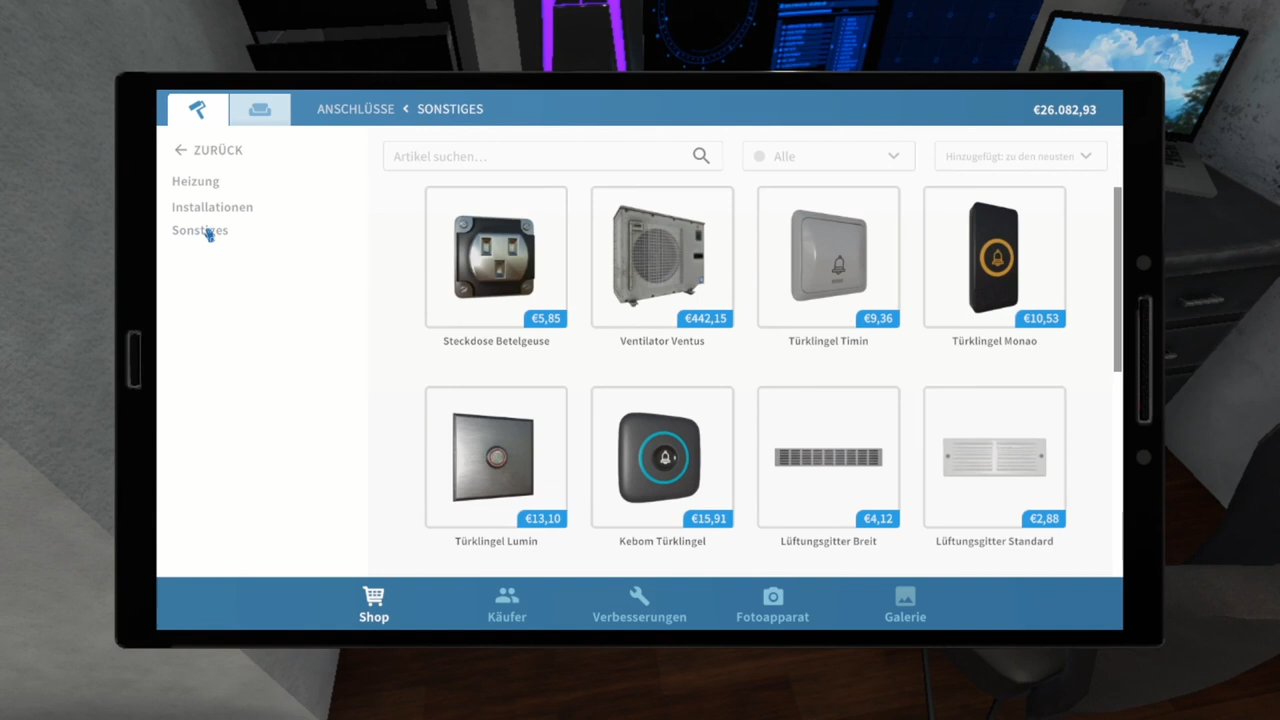 ANSCHLÜSSE < SONSTIGES
€26.082,93
ZURÜCK
Heizung
Installationen
Sonstiges
Artikel suchen...
Alle
Hinzugefügt: zu den neusten
€5,85
Steckdose Betelgeuse
€442,15
Ventilator Ventus
€9,36
Türklingel Timin
€10,53
Türklingel Monao
€13,10
Türklingel Lumin
€15,91
Kebom Türklingel
€4,12
Lüftungsgitter Breit
€2,88
Lüftungsgitter Standard
Shop
Käufer
Verbesserungen
Fotoapparat
Galerie